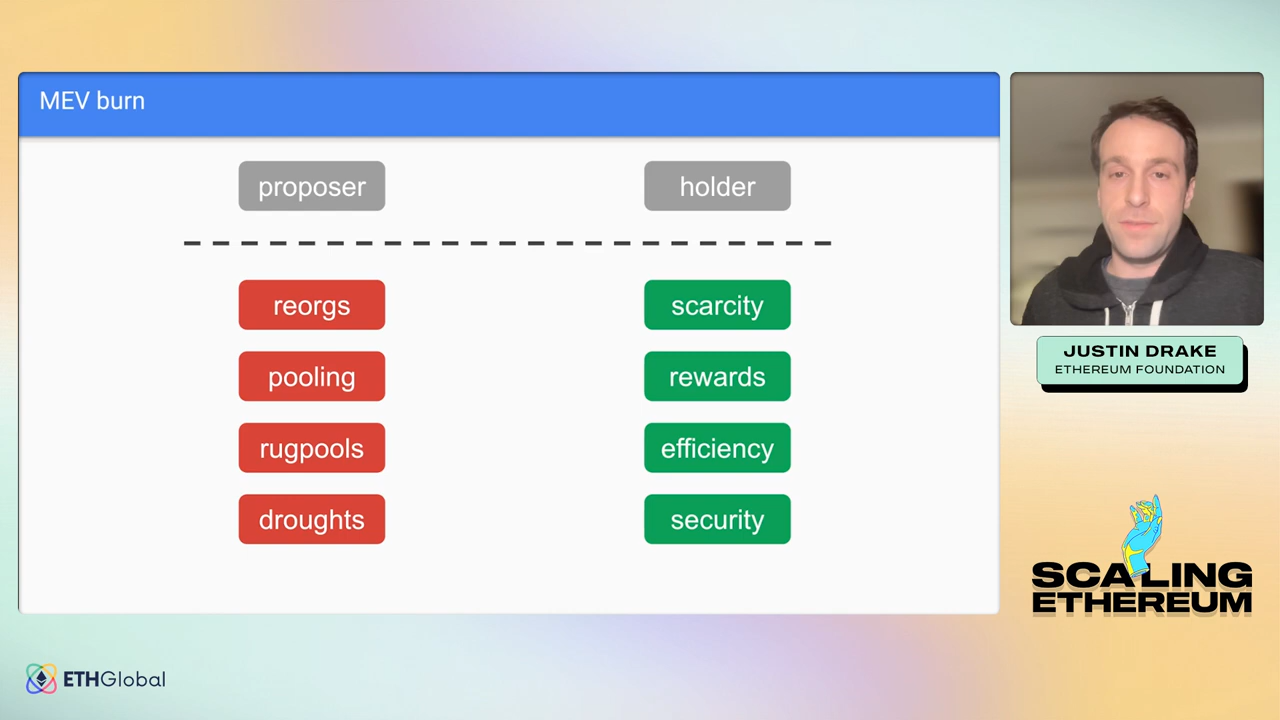 MEV burn
proposer
holder
reorgs
scarcity
pooling
rewards
rugpools
efficiency
droughts
security
JUSTIN DRAKE
ETHEREUM FOUNDATION
SCALING
ETHEREUM
ETHGlobal